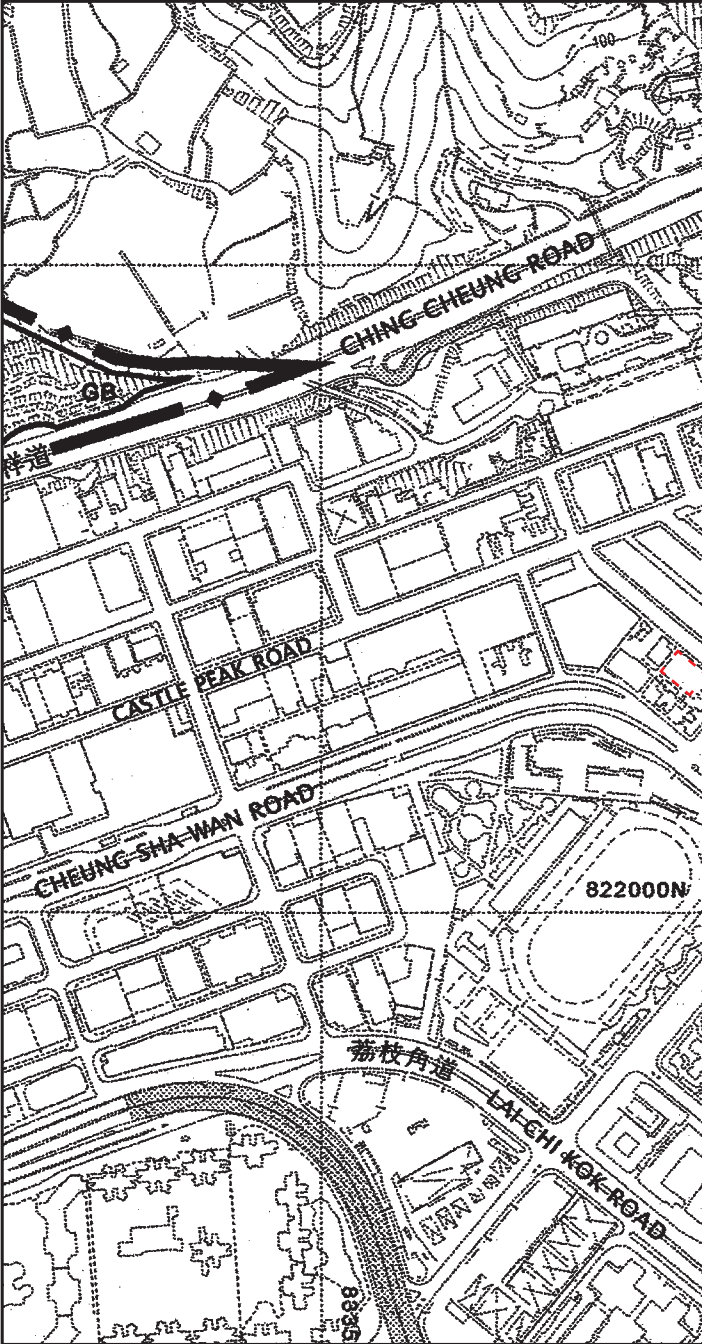 100
CHING CHEUNG ROAD
GB
祥道
CASTLE PEAK ROAD
CHEUNG SHA WAN ROAD
822000N
荔枝角道
LAI CHI KOK ROAD